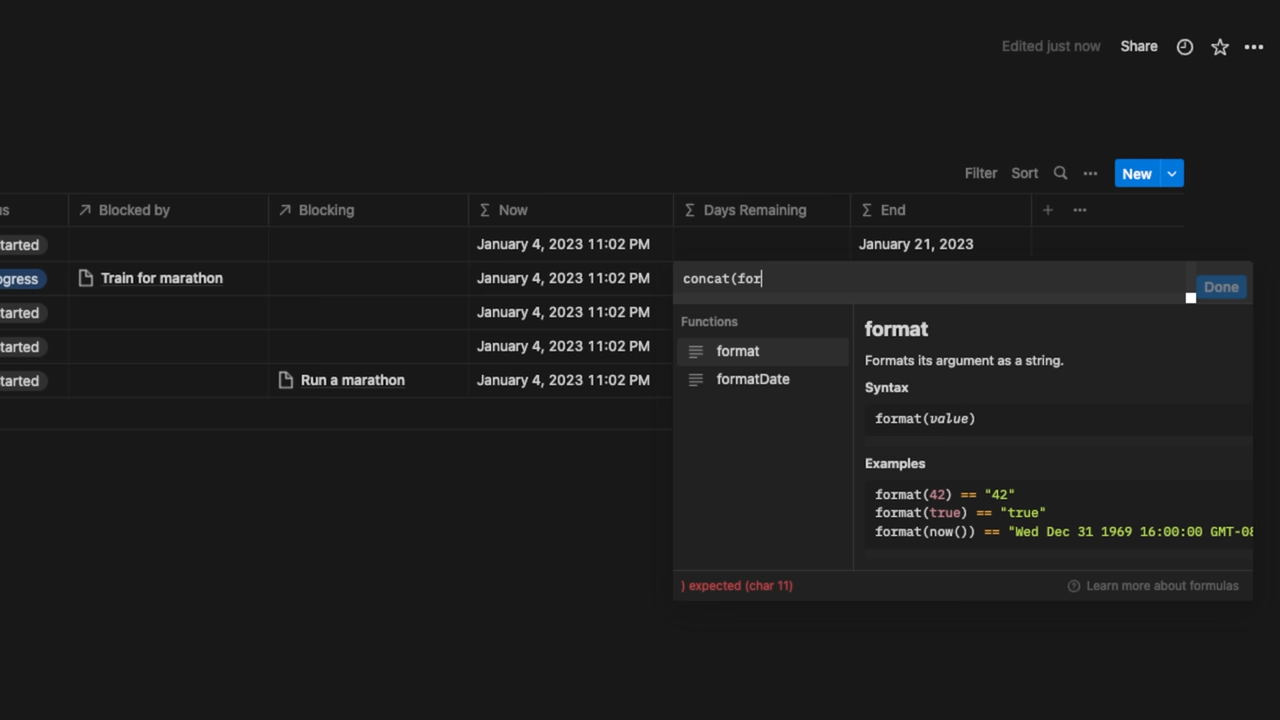 Edited just now Share
Filter Sort New
s Blocked by Blocking Now Days Remaining End
tarted January 4, 2023 11:02 PM January 21, 2023
ogress Train for marathon January 4, 2023 11:02 PM
tarted January 4, 2023 11:02 PM
tarted January 4, 2023 11:02 PM
tarted Run a marathon January 4, 2023 11:02 PM
concat(for
Done
Functions
format
formatDate
format
Formats its argument as a string.
Syntax
format(value)
Examples
format(42) == "42"
format(true) == "true"
format(now()) == "Wed Dec 31 1969 16:00:00 GMT-08
) expected (char 11) Learn more about formulas